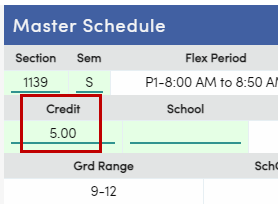 Master Schedule
Section Sem Flex Period
1139 S P1-8:00 AM to 8:50 AM
Credit School
5.00
Grd Range Sch
9-12